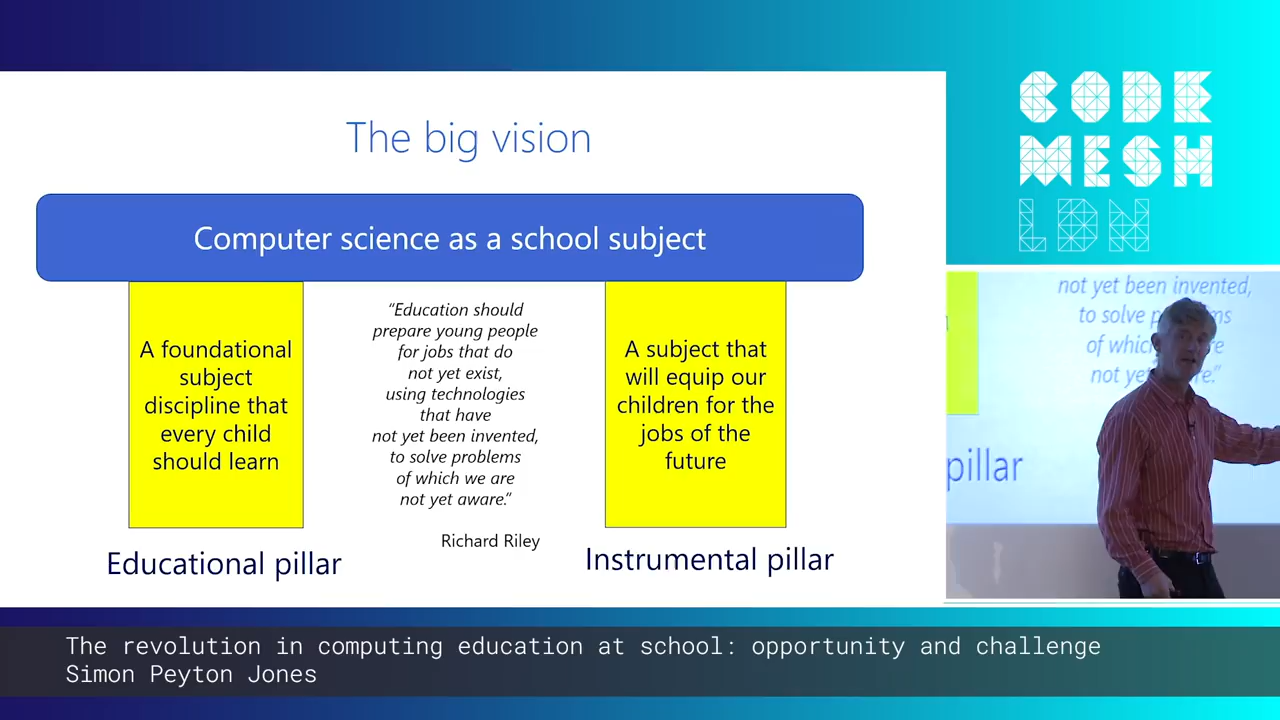 The big vision
Computer science as a school subject
A foundational
subject
discipline that
every child
should learn
Educational pillar
“Education should
prepare young people
for jobs that do
not yet exist,
using technologies
that have
not yet been invented,
to solve problems
of which we are
not yet aware.”
Richard Riley
A subject that
will equip our
children for the
jobs of the
future
Instrumental pillar
CODE
MESH
LDN
not yet been invented,
to solve
of which
not yet
pillar
The revolution in computing education at school: opportunity and challenge
Simon Peyton Jones